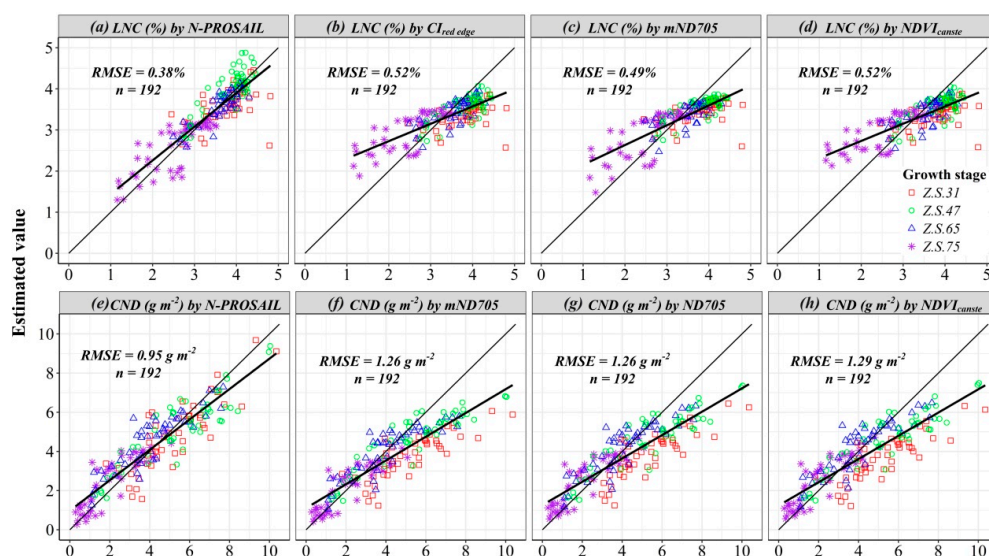 (a) LNC (%) by N-PROSAIL
(b) LNC (%) by CI red edge
(c) LNC (%) by mND705
(d) LNC (%) by NDVI canste
RMSE = 0.38%
n = 192
RMSE = 0.52%
n = 192
RMSE = 0.49%
n = 192
RMSE = 0.52%
n = 192
5
4
3
2
1
0
Growth stage
Z.S.31
Z.S.47
Z.S.65
Z.S.75
0 1 2 3 4 5
0 1 2 3 4 5
0 1 2 3 4 5
0 1 2 3 4 5
Estimated value
(e) CND (g m-2) by N-PROSAIL
(f) CND (g m-2) by mND705
(g) CND (g m-2) by ND705
(h) CND (g m-2) by NDVI canste
RMSE = 0.95 g m-2
n = 192
RMSE = 1.26 g m-2
n = 192
RMSE = 1.26 g m-2
n = 192
RMSE = 1.29 g m-2
n = 192
10
8
6
4
2
0
0 2 4 6 8 10
0 2 4 6 8 10
0 2 4 6 8 10
0 2 4 6 8 10